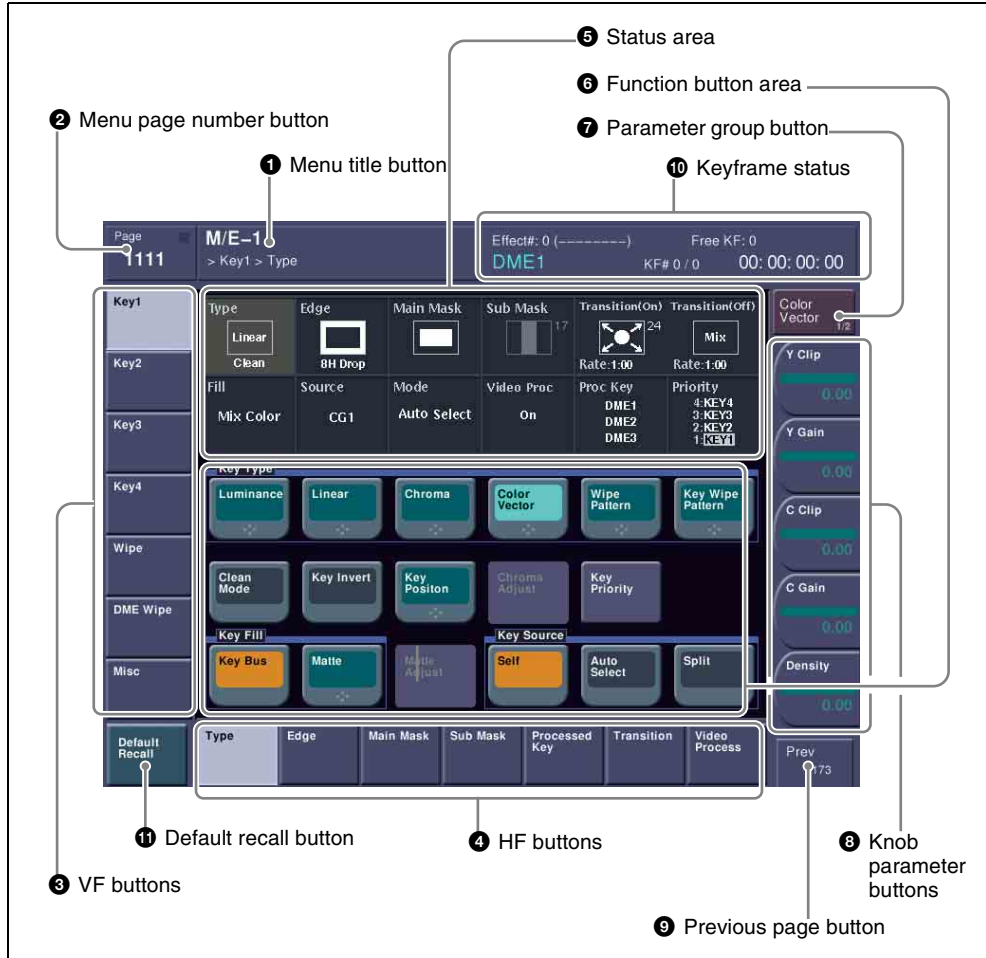 ❺ Status area
❻ Function button area
❼ Parameter group button
❷ Menu page number button
❶ Menu title button
❿ Keyframe status
Page
1111
M/E–1
> Key1 > Type
Effect#: 0 (––––––––)
Free KF: 0
DME1
KF# 0 / 0
00: 00: 00: 00
Key1
Key2
Key3
Key4
Wipe
DME Wipe
Misc
Type
Linear
Clean
Edge
8H Drop
Main Mask
Sub Mask
17
Transition(On)
24
Rate:1:00
Transition(Off)
Mix
Rate:1:00
Fill
Mix Color
Source
CG1
Mode
Auto Select
Video Proc
On
Proc Key
DME1
DME2
DME3
Priority
4:KEY4
3:KEY3
2:KEY2
1:KEY1
Color
Vector
1/2
Y Clip
0.00
Y Gain
0.00
C Clip
0.00
C Gain
0.00
Density
0.00
Key Type
Luminance
Linear
Chroma
Color
Vector
Wipe
Pattern
Key Wipe
Pattern
Clean
Mode
Key Invert
Key
Positon
Chroma
Adjust
Key
Priority
Key Fill
Key Bus
Matte
Matte
Adjust
Key Source
Self
Auto
Select
Split
Default
Recall
Type
Edge
Main Mask
Sub Mask
Processed
Key
Transition
Video
Process
Prev
173
⓫ Default recall button
❹ HF buttons
❽ Knob
parameter
buttons
❸ VF buttons
❾ Previous page button